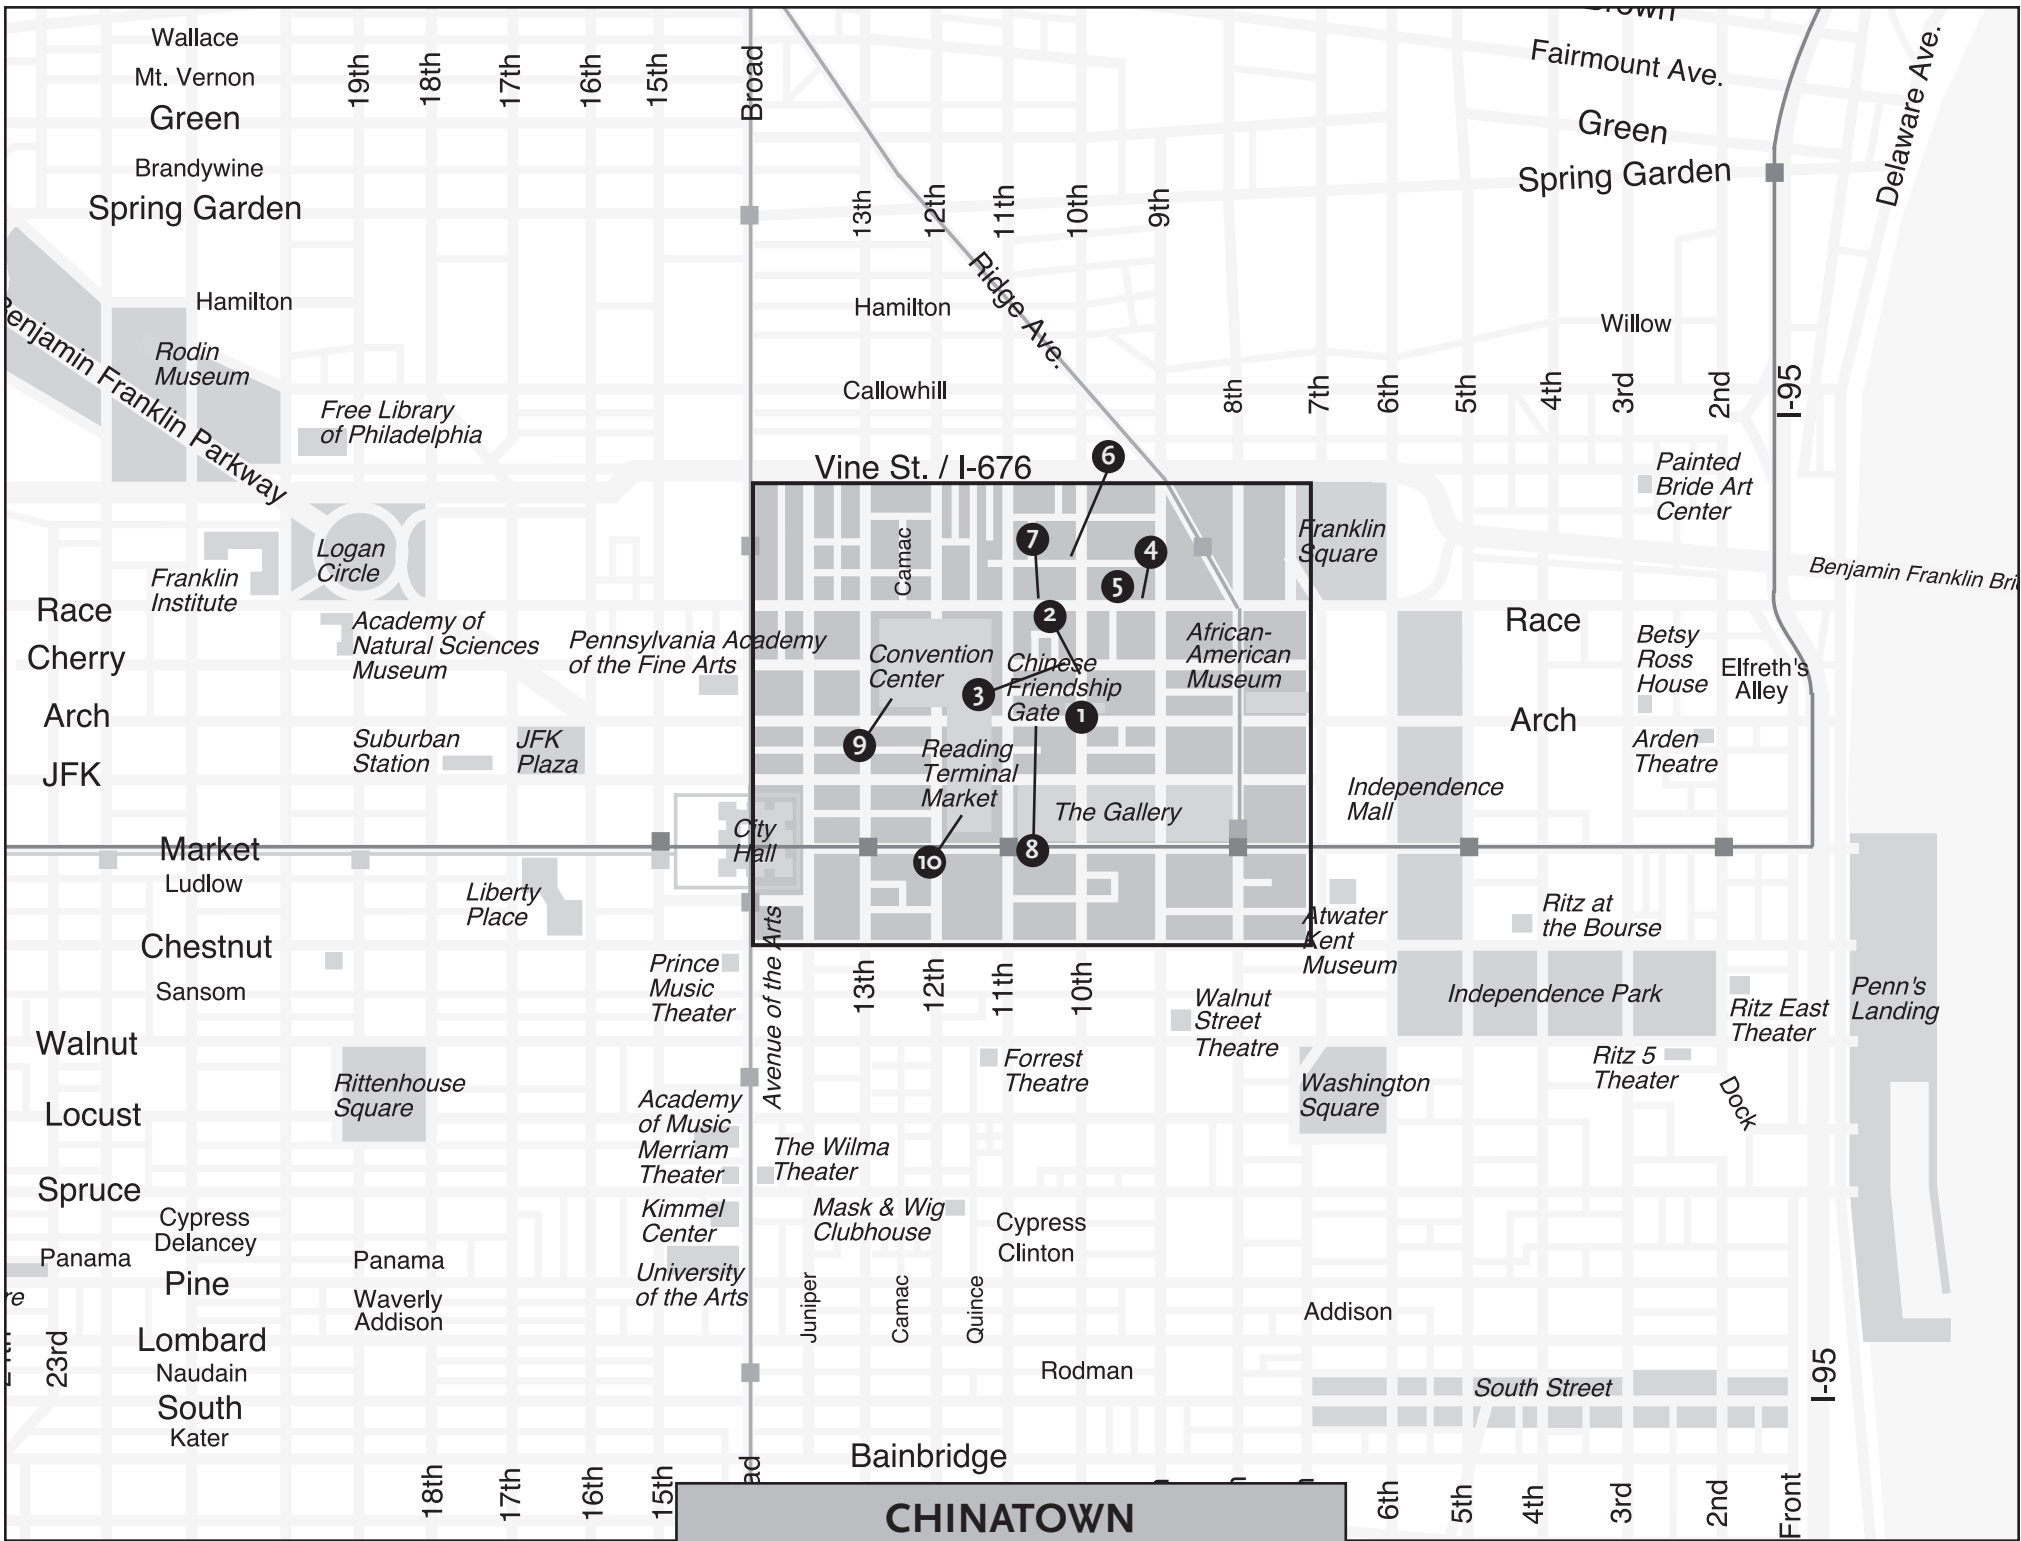 Wallace
Mt. Vernon
Green
Brandywine
Spring Garden
19th
18th
17th
16th
15th
Broad
Fairmount Ave.
Green
Spring Garden
Delaware Ave.
13th
12th
11th
10th
9th
Ridge Ave.
Hamilton
Hamilton
Willow
Rodin
Museum
Benjamin Franklin Parkway
Free Library
of Philadelphia
Callowhill
8th
7th
6th
5th
4th
3rd
2nd
I-95
Vine St. / I-676
6
Painted
Bride Art
Center
Camac
7
4
5
2
Franklin
Square
Logan
Circle
Franklin
Institute
Benjamin Franklin
Race
Cherry
Arch
JFK
Academy of
Natural Sciences
Museum
Pennsylvania Academy
of the Fine Arts
Convention
Center
Chinese
Friendship
Gate
3
1
9
African-
American
Museum
Race
Arch
Betsy
Ross
House
Elfreth's
Alley
Arden
Theatre
Suburban
Station
JFK
Plaza
Reading
Terminal
Market
The Gallery
Independence
Mall
City
Hall
10
8
Market
Ludlow
Liberty
Place
Chestnut
Sansom
Atwater
Kent
Museum
Ritz at
the Bourse
Prince
Music
Theater
Avenue of the Arts
13th
12th
11th
10th
Walnut
Street
Theatre
Independence Park
Ritz East
Theater
Penn's
Landing
Walnut
Rittenhouse
Square
Forrest
Theatre
Washington
Square
Ritz 5
Theater
Dock
Locust
Academy
of Music
Merriam
Theater
The Wilma
Theater
Spruce
Cypress
Delancey
Panama
Panama
Kimmel
Center
Mask & Wig
Clubhouse
Cypress
Clinton
Pine
Waverly
Addison
University
of the Arts
Juniper
Camac
Quince
Addison
Lombard
Naudain
23rd
Rodman
South
Kater
South Street
I-95
Bainbridge
18th
17th
16th
15th
6th
5th
4th
3rd
2nd
Front
CHINATOWN